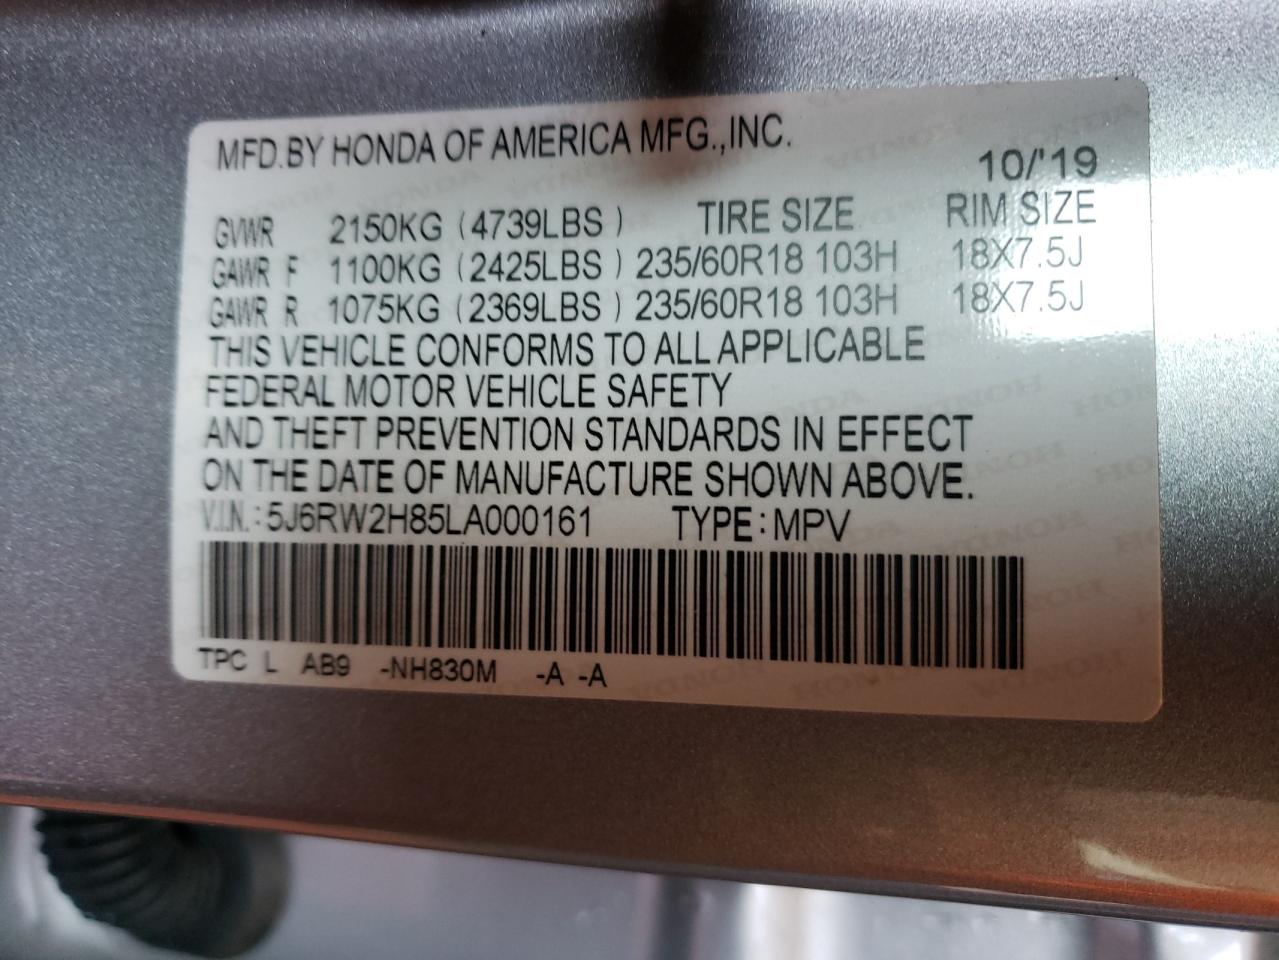 MFD.BY HONDA OF AMERICA MFG.,INC.
10/'19
GVWR 2150KG (4739LBS) TIRE SIZE RIM SIZE
GAWR F 1100KG (2425LBS) 235/60R18 103H 18X7.5J
GAWR R 1075KG (2369LBS) 235/60R18 103H 18X7.5J
THIS VEHICLE CONFORMS TO ALL APPLICABLE
FEDERAL MOTOR VEHICLE SAFETY
AND THEFT PREVENTION STANDARDS IN EFFECT
ON THE DATE OF MANUFACTURE SHOWN ABOVE.
V.I.N.: 5J6RW2H85LA000161 TYPE: MPV
TPC L AB9 -NH830M -A -A